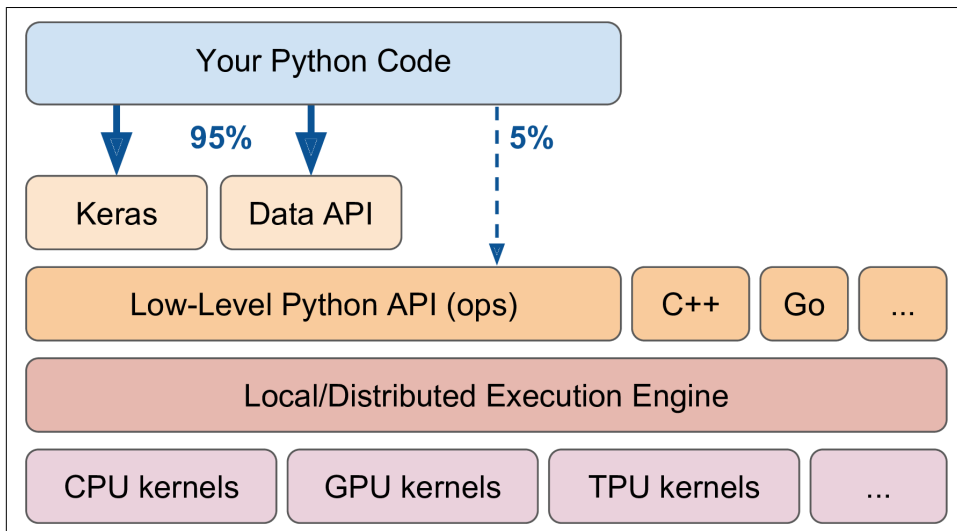 Your Python Code
95%
5%
Keras
Data API
Low-Level Python API (ops)
C++
Go
...
Local/Distributed Execution Engine
CPU kernels
GPU kernels
TPU kernels
...